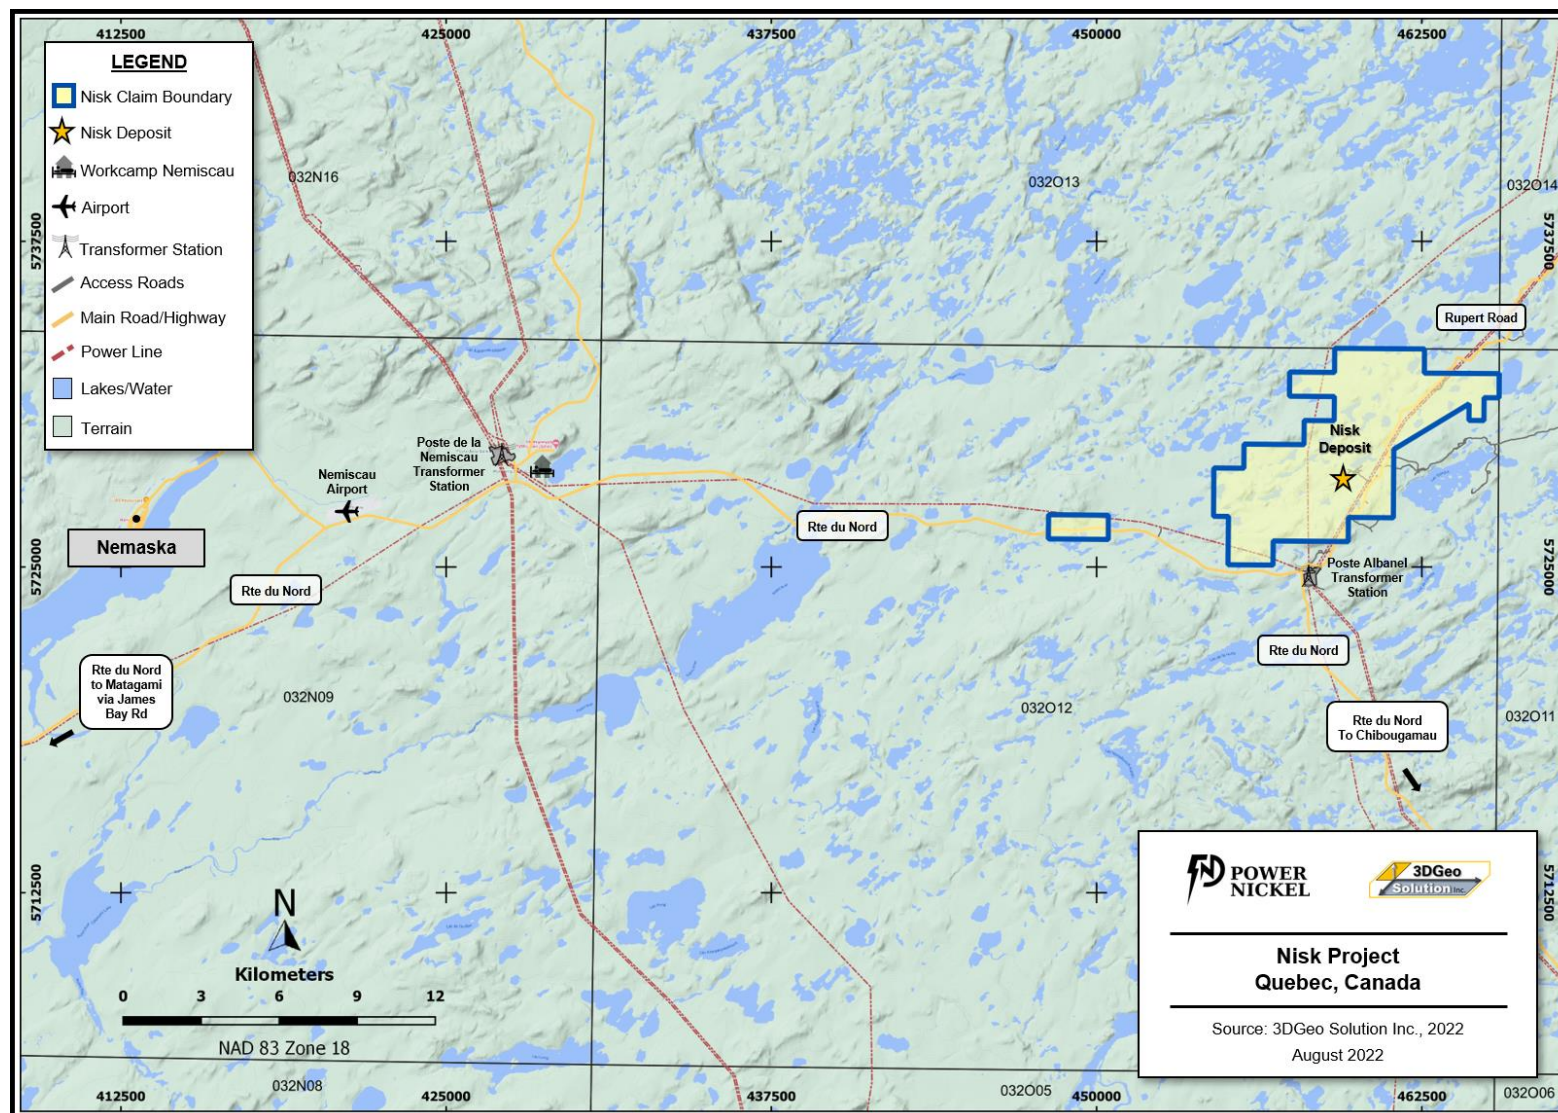 412500
425000
437500
450000
462500
LEGEND
Nisk Claim Boundary
Nisk Deposit
Workcamp Nemiscau
Airport
Transformer Station
Access Roads
Main Road/Highway
Power Line
Lakes/Water
Terrain
032N16
032O13
032O14
5737500
5737500
Rupert Road
Nisk
Deposit
Poste de la
Nemiscau
Transformer
Station
Nemiscau
Airport
Nemaska
Rte du Nord
Rte du Nord
5725000
5725000
Poste Albanel
Transformer
Station
Rte du Nord
Rte du Nord
to Matagami
via James
Bay Rd
032N09
032O12
032O11
Rte du Nord
To Chibougamau
5712500
5712500
N
Kilometers
0 3 6 9 12
NAD 83 Zone 18
POWER
NICKEL
3DGeo
Solution Inc.
Nisk Project
Quebec, Canada
Source: 3DGeo Solution Inc., 2022
August 2022
032N08
032O05
032O06
412500
425000
437500
450000
462500